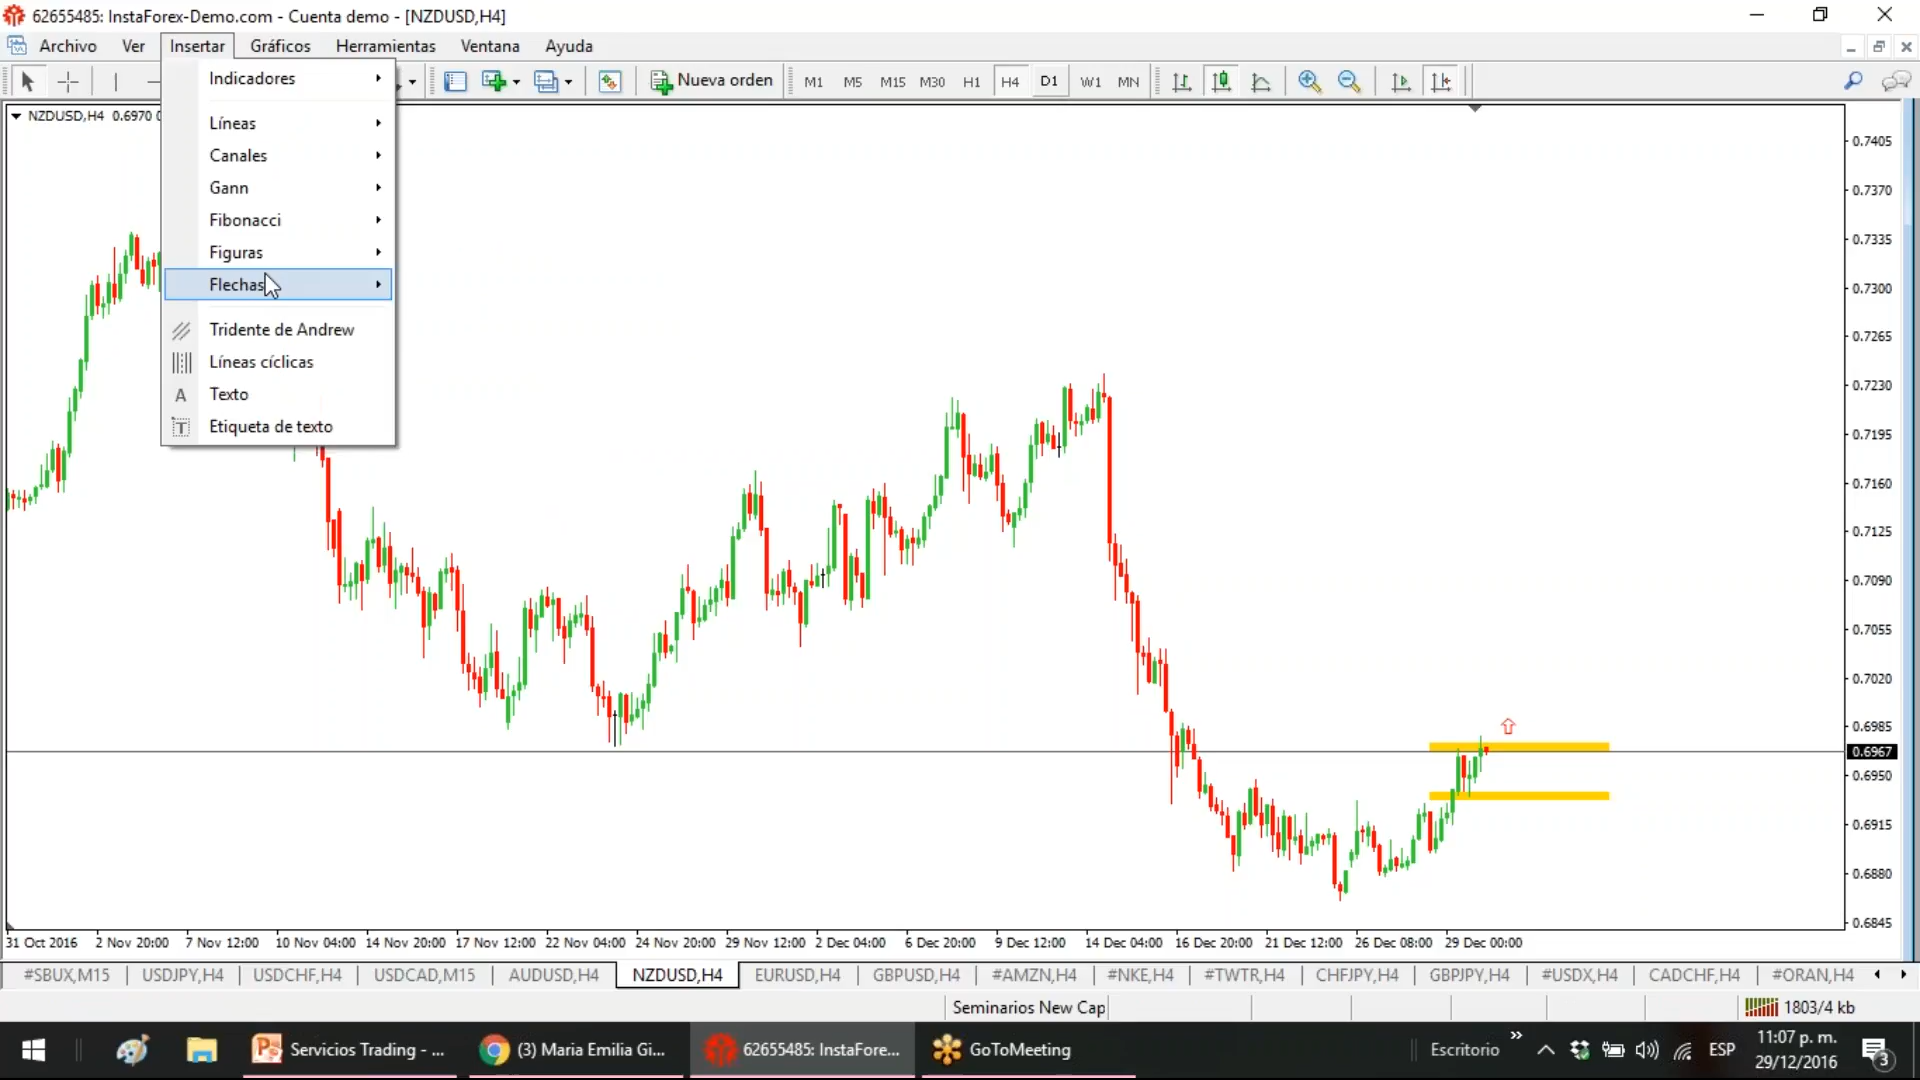 62655485: InstaForex-Demo.com - Cuenta demo - [NZDUSD,H4]
Archivo Ver Insertar Gráficos Herramientas Ventana Ayuda
Nueva orden M1 M5 M15 M30 H1 H4 D1 W1 MN
NZDUSD,H4 0.6970
Indicadores
Líneas
Canales
Gann
Fibonacci
Figuras
Flechas
Tridente de Andrew
Líneas cíclicas
A Texto
T Etiqueta de texto
0.7405
0.7370
0.7335
0.7300
0.7265
0.7230
0.7195
0.7160
0.7125
0.7090
0.7055
0.7020
0.6985
0.6967
0.6950
0.6915
0.6880
0.6845
31 Oct 2016 2 Nov 20:00 7 Nov 12:00 10 Nov 04:00 14 Nov 20:00 17 Nov 12:00 22 Nov 04:00 24 Nov 20:00 29 Nov 12:00 2 Dec 04:00 6 Dec 20:00 9 Dec 12:00 14 Dec 04:00 16 Dec 20:00 21 Dec 12:00 26 Dec 08:00 29 Dec 00:00
#SBUX,M15 USDJPY,H4 USDCHF,H4 USDCAD,M15 AUDUSD,H4 NZDUSD,H4 EURUSD,H4 GBPUSD,H4 #AMZN,H4 #NKE,H4 #TWTR,H4 CHFJPY,H4 GBPJPY,H4 #USDX,H4 CADCHF,H4 #ORAN,H4
Seminarios New Cap 1803/4 kb
Servicios Trading - ... (3) Maria Emilia Gi... 62655485: InstaFore... GoToMeeting Escritorio » ESP 11:07 p. m.
29/12/2016
3